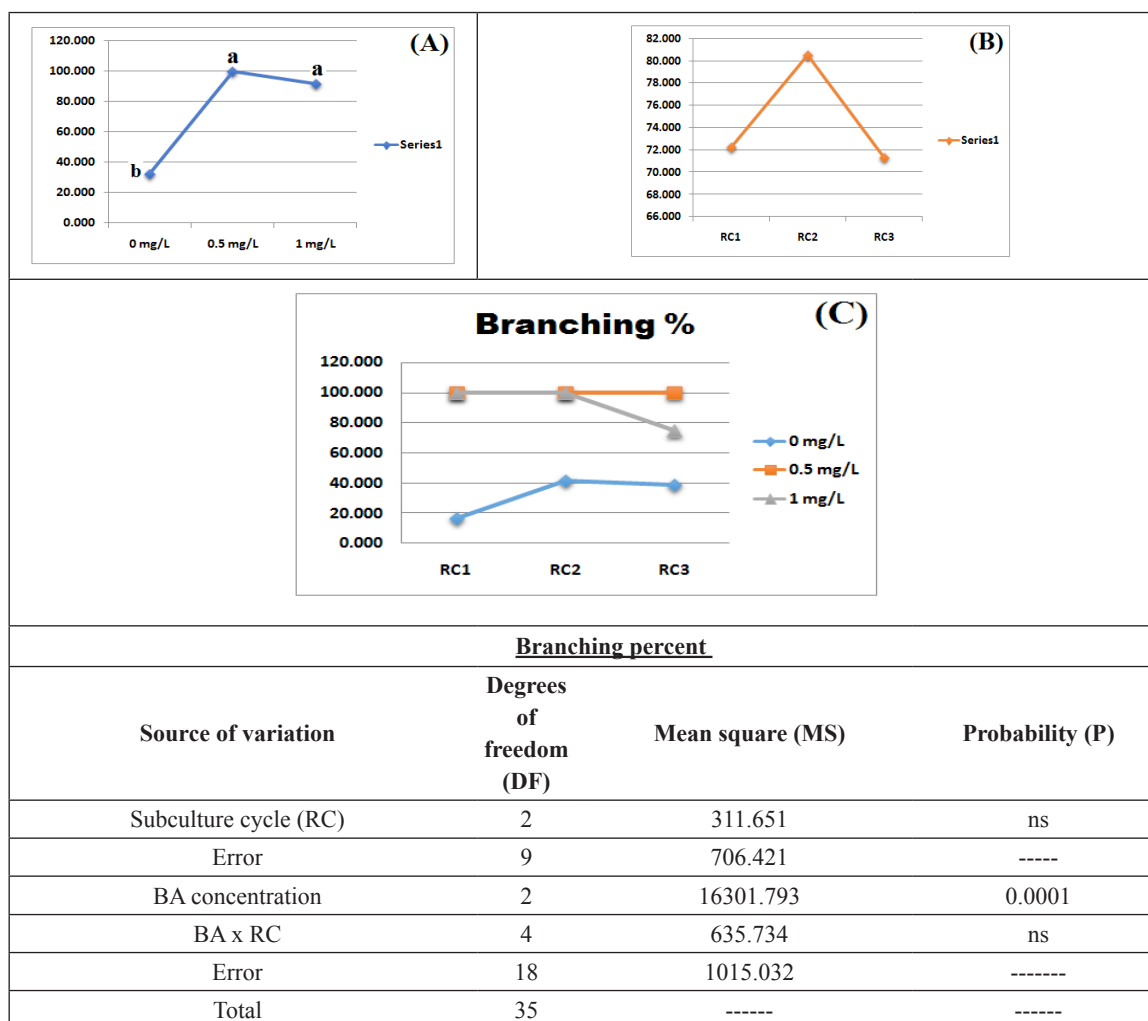 (A)
120.000
100.000
80.000
60.000
40.000
20.000
0.000
a
a
b
0 mg/L 0.5 mg/L 1 mg/L
Series1
(B)
82.000
80.000
78.000
76.000
74.000
72.000
70.000
68.000
66.000
RC1 RC2 RC3
Series1
(C)
Branching %
120.000
100.000
80.000
60.000
40.000
20.000
0.000
RC1 RC2 RC3
0 mg/L
0.5 mg/L
1 mg/L
Branching percent
Source of variation
Degrees
of
freedom
(DF)
Mean square (MS)
Probability (P)
Subculture cycle (RC) 2 311.651 ns
Error 9 706.421 -----
BA concentration 2 16301.793 0.0001
BA x RC 4 635.734 ns
Error 18 1015.032 -------
Total 35 ------ ------